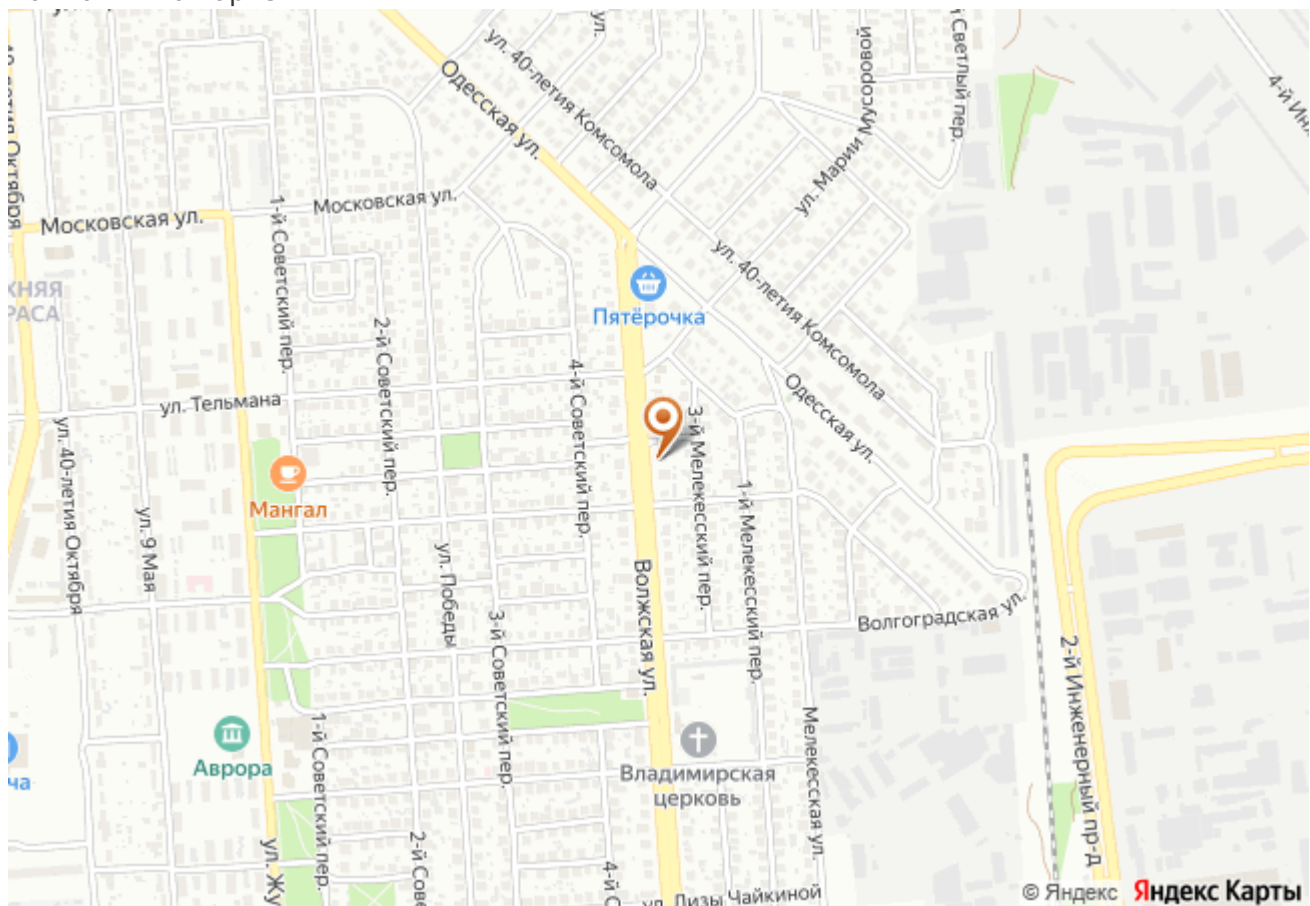 ул.
ул. 40-летия Комсомола
Одесская ул.
ул. Марии Мусоровой
Светлый пер.
Московская ул.
Московская ул.
1-й Советский пер.
ул. 40-летия Комсомола
Пятёрочка
2-й Советский пер.
4-й Советский пер.
ул. Тельмана
3-й Мелекесский пер.
Одесская ул.
Мангал
ул. 40-летия Октября
ул. 9 Мая
ул. Победы
1-й Мелекесский пер.
Волжская ул.
3-й Советский пер.
Волгоградская ул.
2-й Инженерный пр-д
Аврора
1-й Советский пер.
Владимирская
церковь
Мелекесская ул.
ул. Лизы Чайкиной
© Яндекс Яндекс Карты